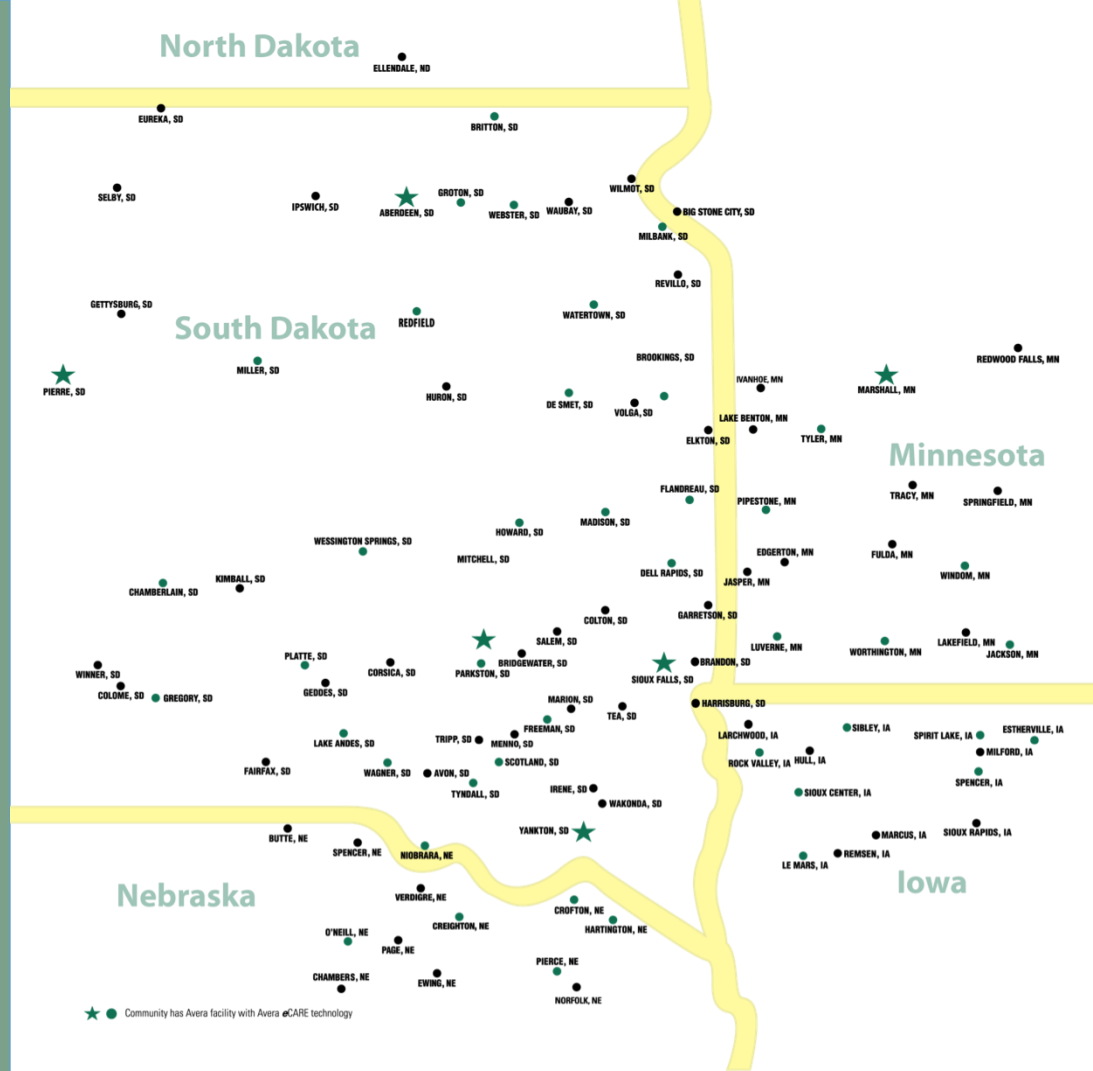 North Dakota
ELLENDALE, ND
EUREKA, SD
BRITTON, SD
SELBY, SD
IPSWICH, SD
ABERDEEN, SD
GROTON, SD
WEBSTER, SD
WAUBAY, SD
WILMOT, SD
BIG STONE CITY, SD
MILBANK, SD
REVILLO, SD
GETTYSBURG, SD
South Dakota
REDFIELD
WATERTOWN, SD
PIERRE, SD
MILLER, SD
HURON, SD
DE SMET, SD
VOLGA, SD
BROOKINGS, SD
IVANHOE, MN
MARSHALL, MN
REDWOOD FALLS, MN
ELKTON, SD
LAKE BENTON, MN
TYLER, MN
Minnesota
FLANDREAU, SD
PIPESTONE, MN
TRACY, MN
SPRINGFIELD, MN
WESSINGTON SPRINGS, SD
HOWARD, SD
MADISON, SD
MITCHELL, SD
DELL RAPIDS, SD
EDGERTON, MN
JASPER, MN
FULDA, MN
WINDOM, MN
CHAMBERLAIN, SD
KIMBALL, SD
COLTON, SD
GARRETSON, SD
SALEM, SD
LUVERNE, MN
WORTHINGTON, MN
LAKEFIELD, MN
JACKSON, MN
WINNER, SD
COLOME, SD
GREGORY, SD
PLATTE, SD
GEDDES, SD
CORSICA, SD
PARKSTON, SD
BRIDGEWATER, SD
SIOUX FALLS, SD
BRANDON, SD
HARRISBURG, SD
MARION, SD
TEA, SD
FREEMAN, SD
LAKE ANDES, SD
TRIPP, SD
MENNO, SD
LARCHWOOD, IA
SIBLEY, IA
SPIRIT LAKE, IA
ESTHERVILLE, IA
MILFORD, IA
FAIRFAX, SD
WAGNER, SD
AVON, SD
SCOTLAND, SD
TYNDALL, SD
ROCK VALLEY, IA
HULL, IA
SPENCER, IA
IRENE, SD
WAKONDA, SD
SIOUX CENTER, IA
YANKTON, SD
MARCUS, IA
SIOUX RAPIDS, IA
BUTTE, NE
SPENCER, NE
NIOBRARA, NE
LE MARS, IA
REMSEN, IA
Iowa
Nebraska
VERDIGRE, NE
CREIGHTON, NE
CROFTON, NE
HARTINGTON, NE
O'NEILL, NE
PAGE, NE
CHAMBERS, NE
EWING, NE
PIERCE, NE
NORFOLK, NE
Community has Avera facility with Avera eCARE technology